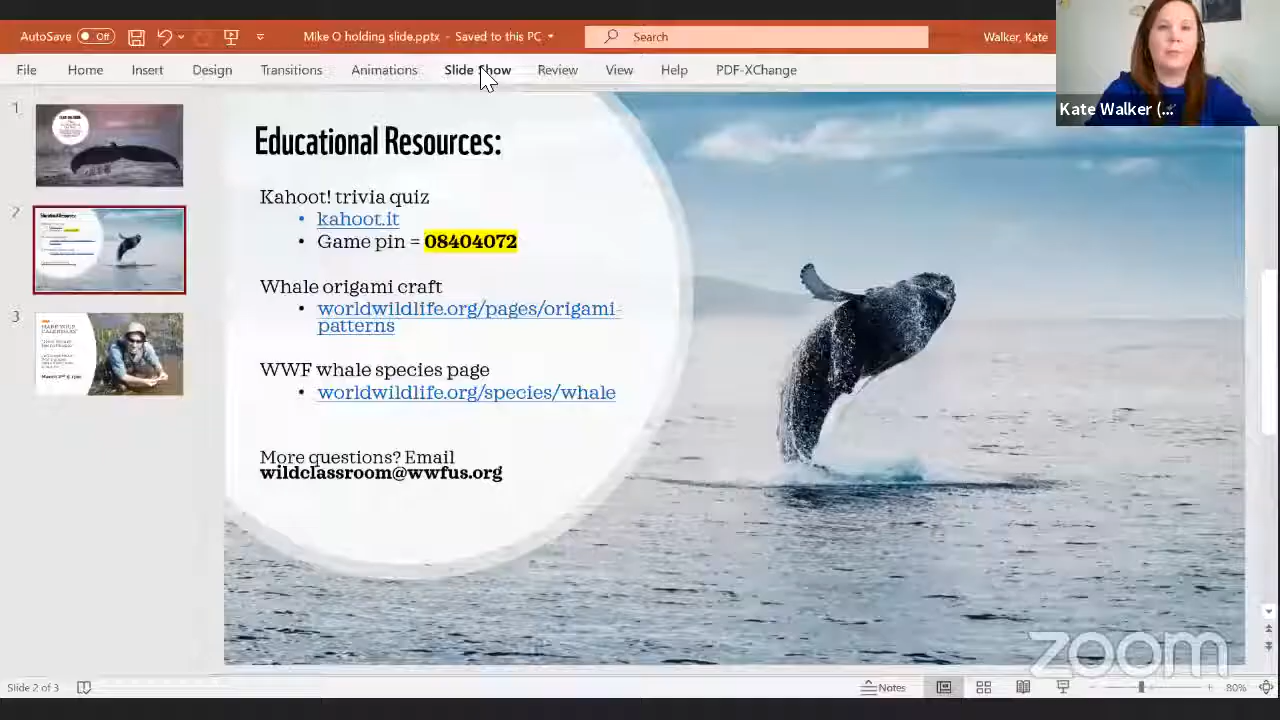 AutoSave Off Mike O holding slide.pptx - Saved to this PC Search Walker, Kate
File Home Insert Design Slide Show Transitions Animations Review View Help PDF-XChange
Kate Walker (...
1
2
3
Educational Resources:
Kahoot! trivia quiz
• kahoot.it
• Game pin = 08404072
Whale origami craft
• worldwildlife.org/pages/origami-
patterns
WWF whale species page
• worldwildlife.org/species/whale
More questions? Email
wildclassroom@wwfus.org
zoom
Slide 2 of 3 Notes 80%